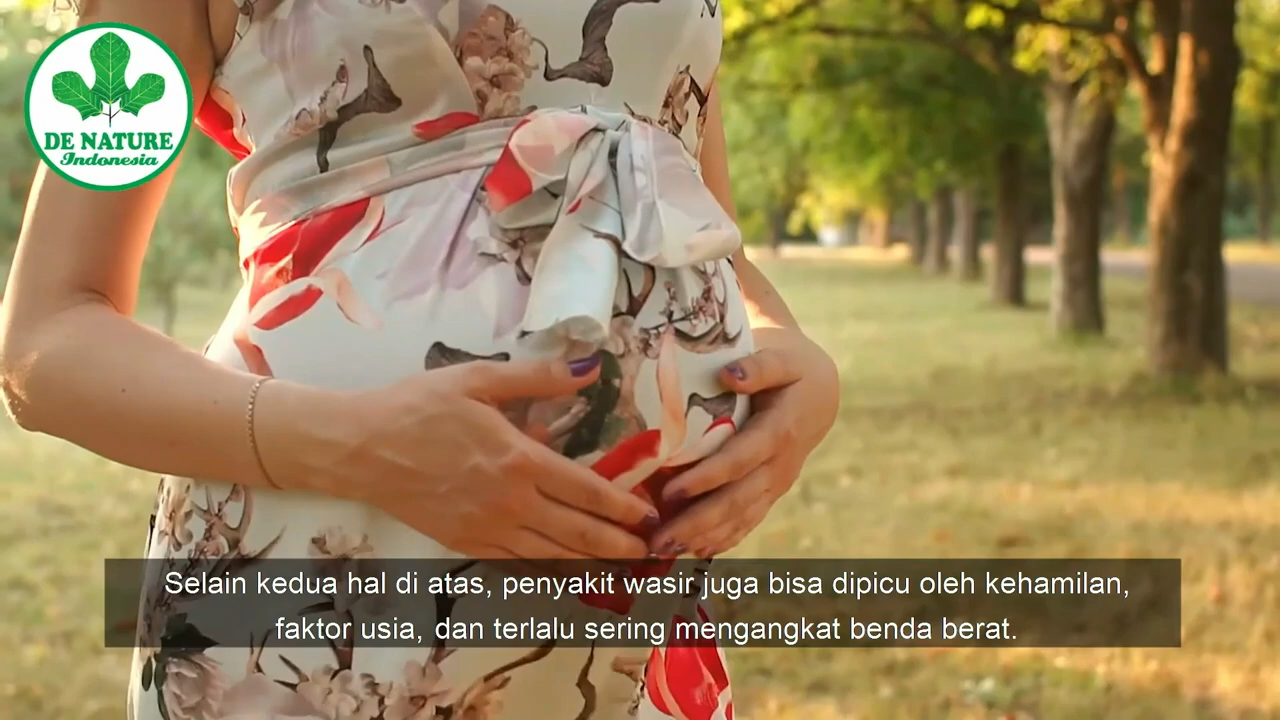 DE NATURE
Indonesia
Selain kedua hal di atas, penyakit wasir juga bisa dipicu oleh kehamilan,
faktor usia, dan terlalu sering mengangkat benda berat.